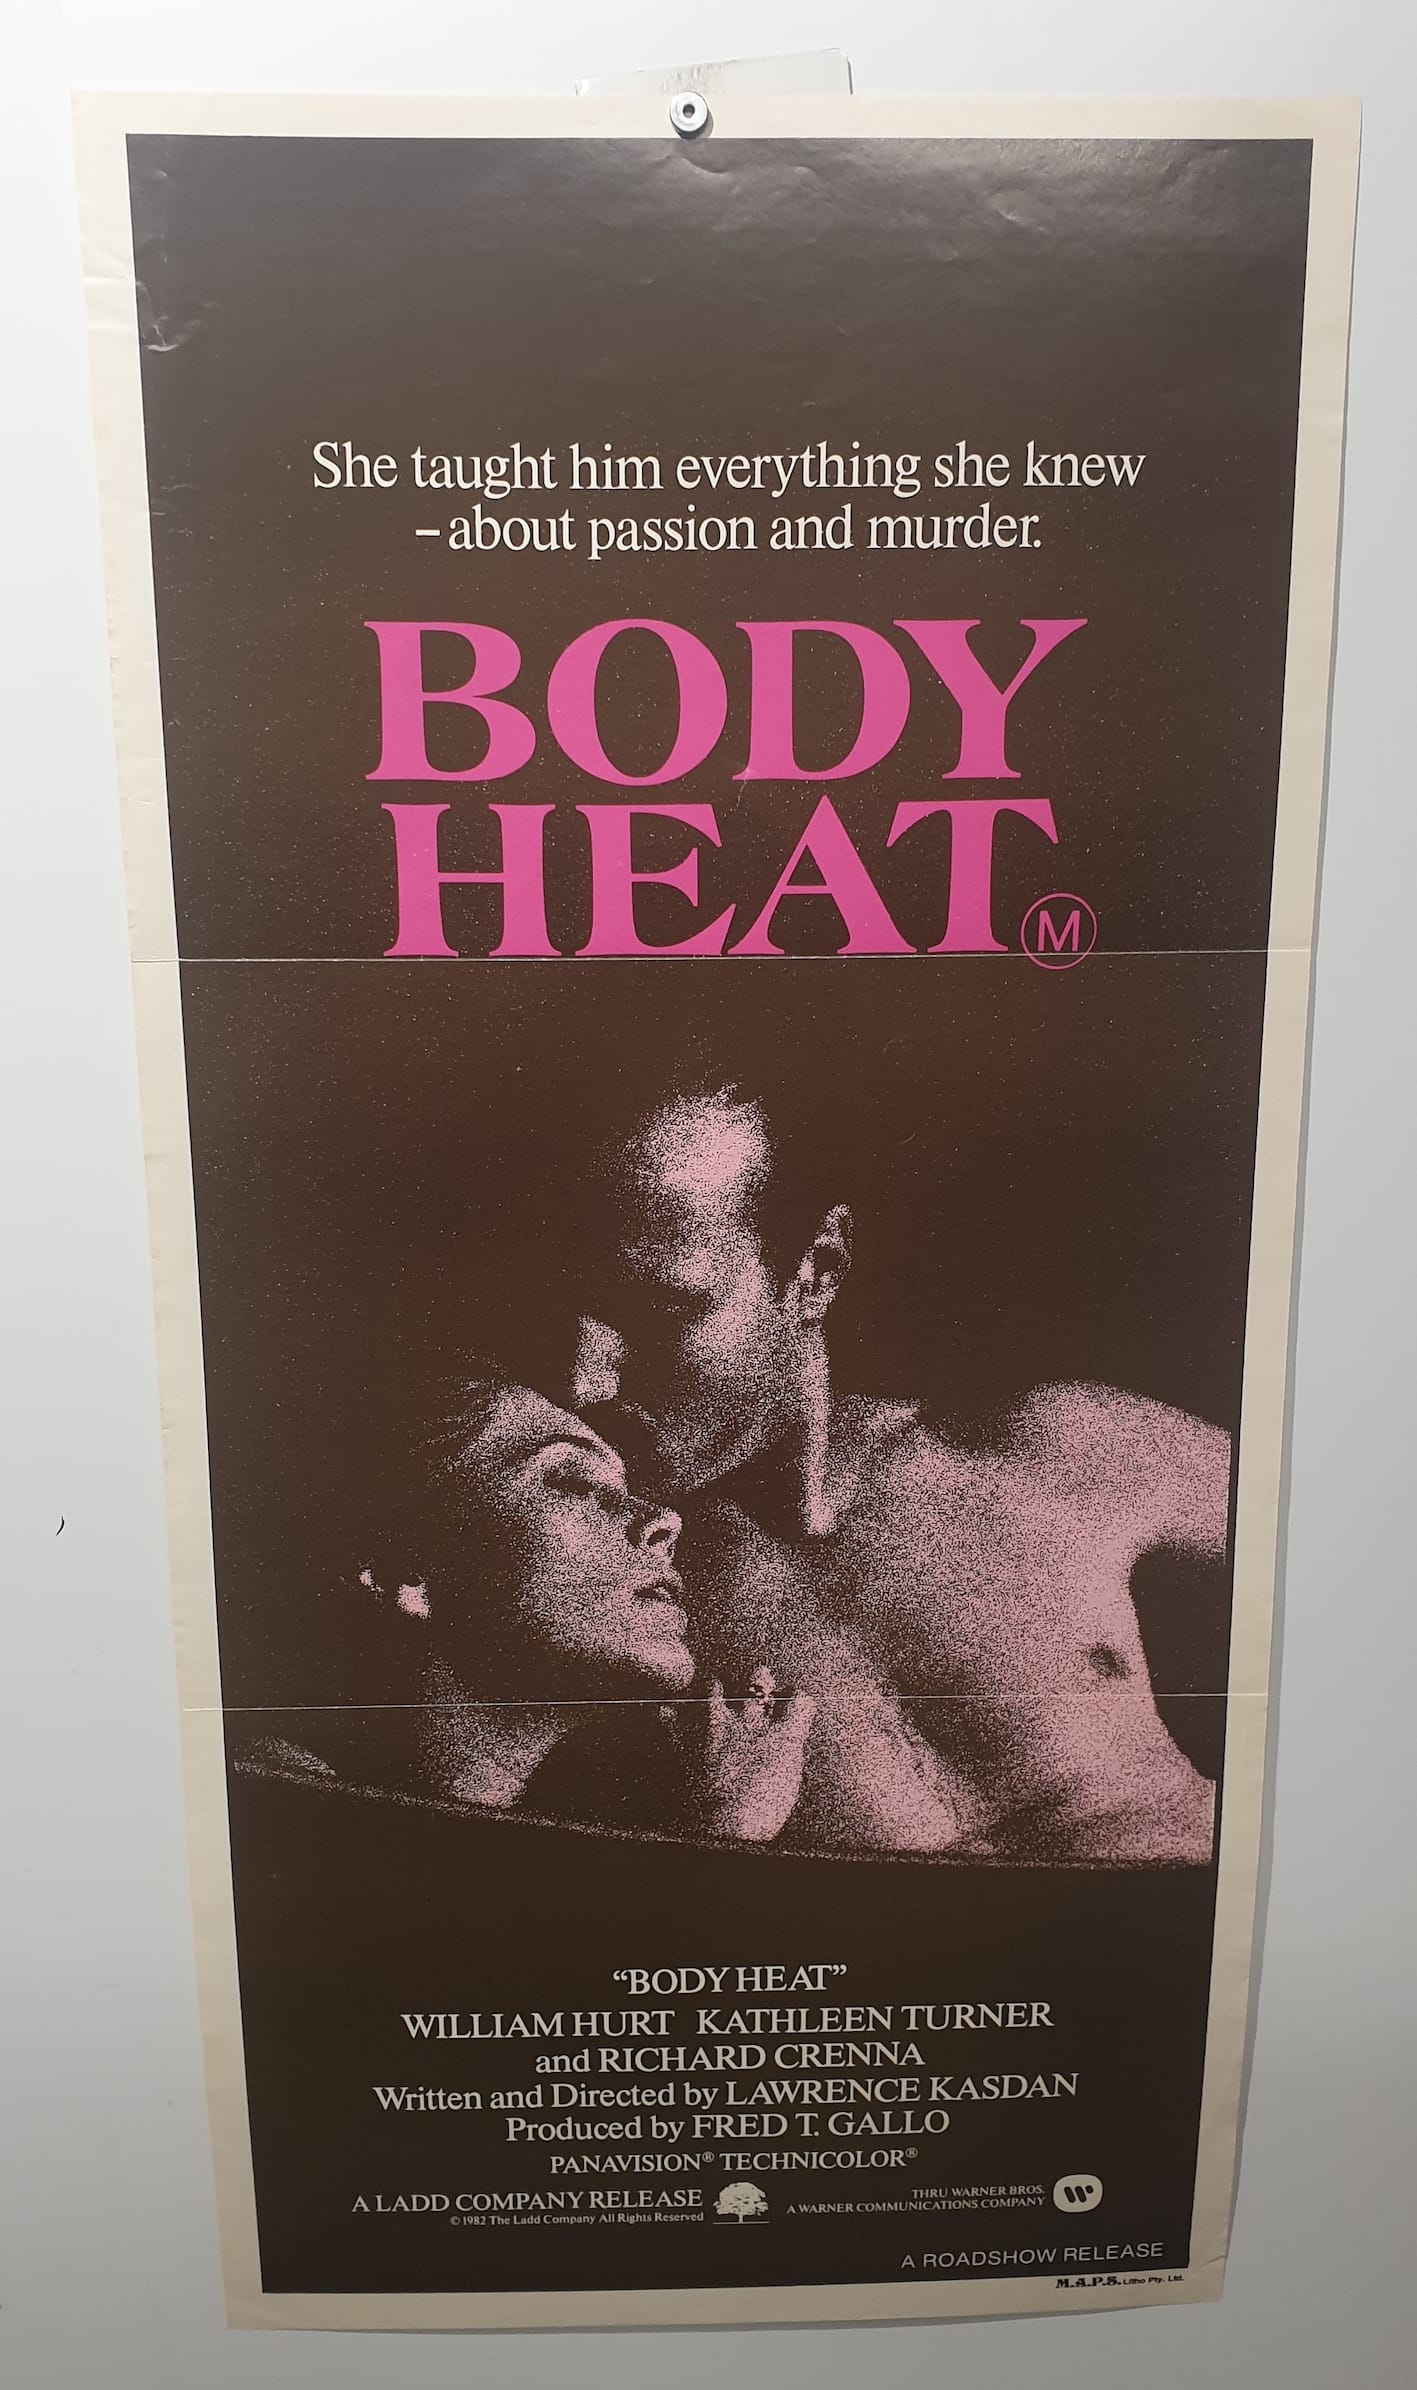 She taught him everything she knew
– about passion and murder.
BODY
HEAT
M
“BODY HEAT”
WILLIAM HURT KATHLEEN TURNER
and RICHARD CRENNA
Written and Directed by LAWRENCE KASDAN
Produced by FRED T. GALLO
PANAVISION® TECHNICOLOR®
A LADD COMPANY RELEASE
© 1982 The Ladd Company All Rights Reserved
THRU WARNER BROS.
A WARNER COMMUNICATIONS COMPANY
A ROADSHOW RELEASE
M.A.P.S. Litho Pty. Ltd.